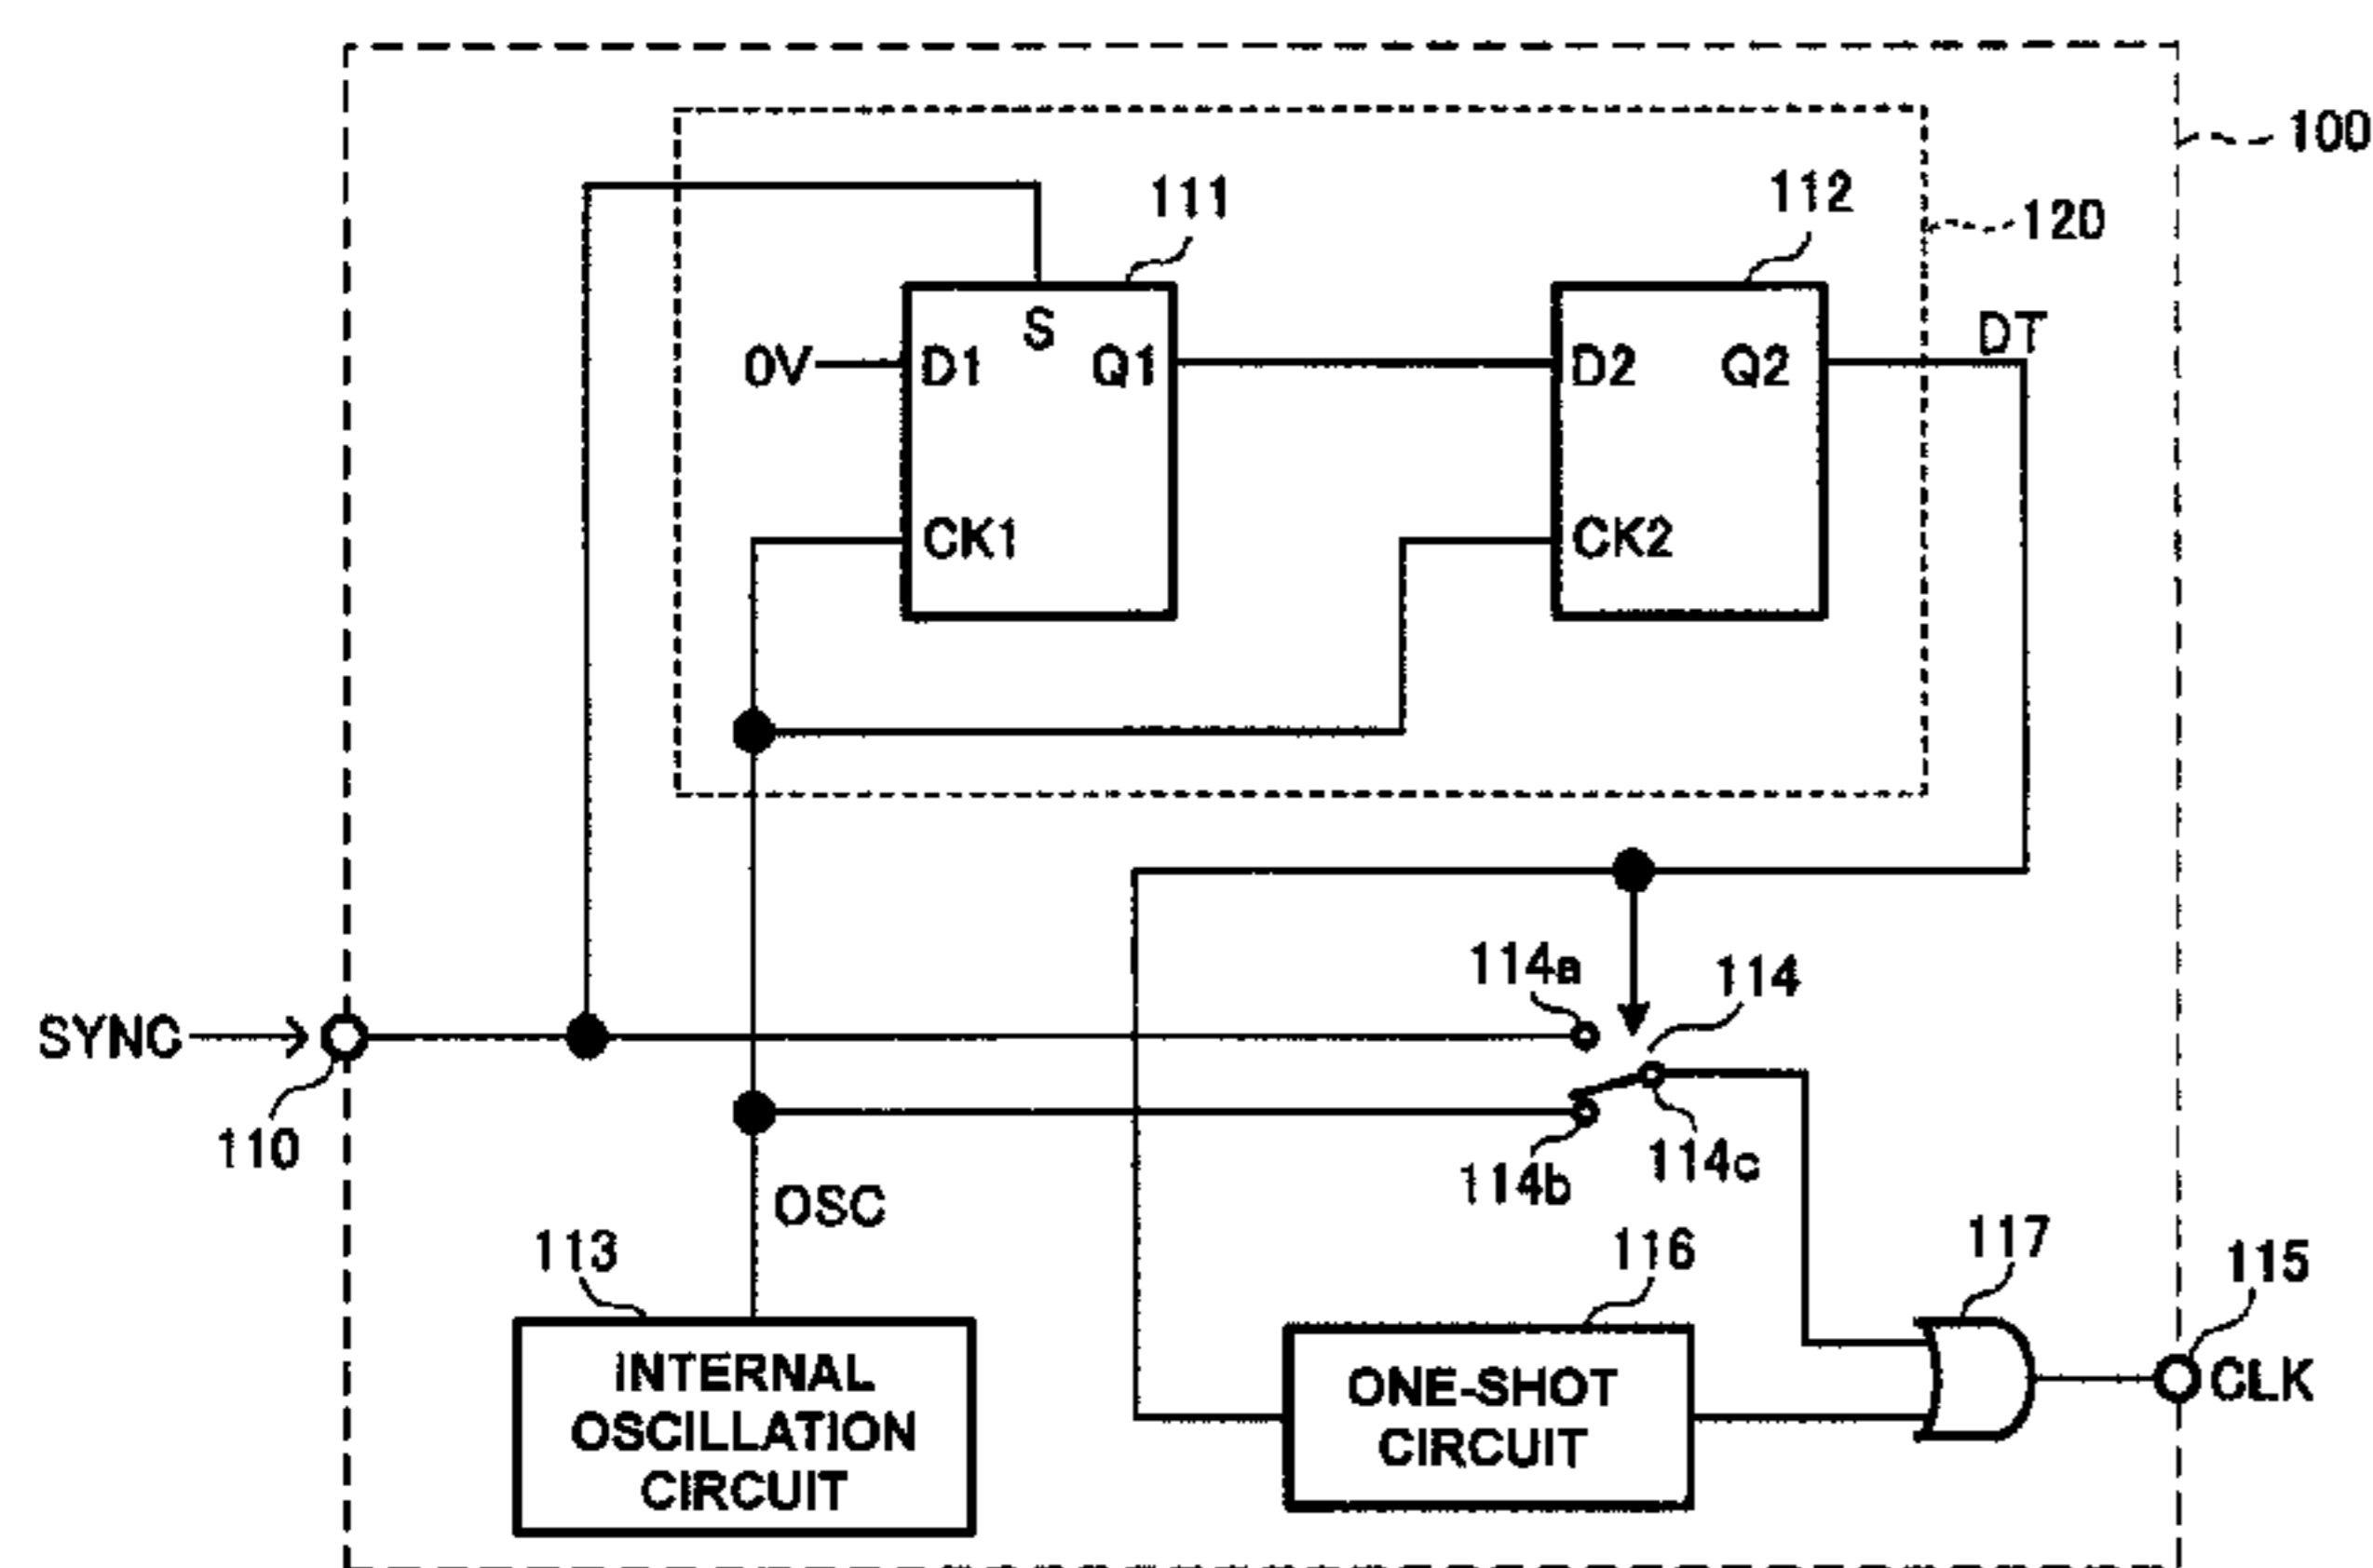 100
111
112
120
S
DT
0V
D1
Q1
D2
Q2
CK1
CK2
114a
114
SYNC
110
114b
114c
OSC
113
116
117
115
INTERNAL
OSCILLATION
CIRCUIT
ONE-SHOT
CIRCUIT
CLK